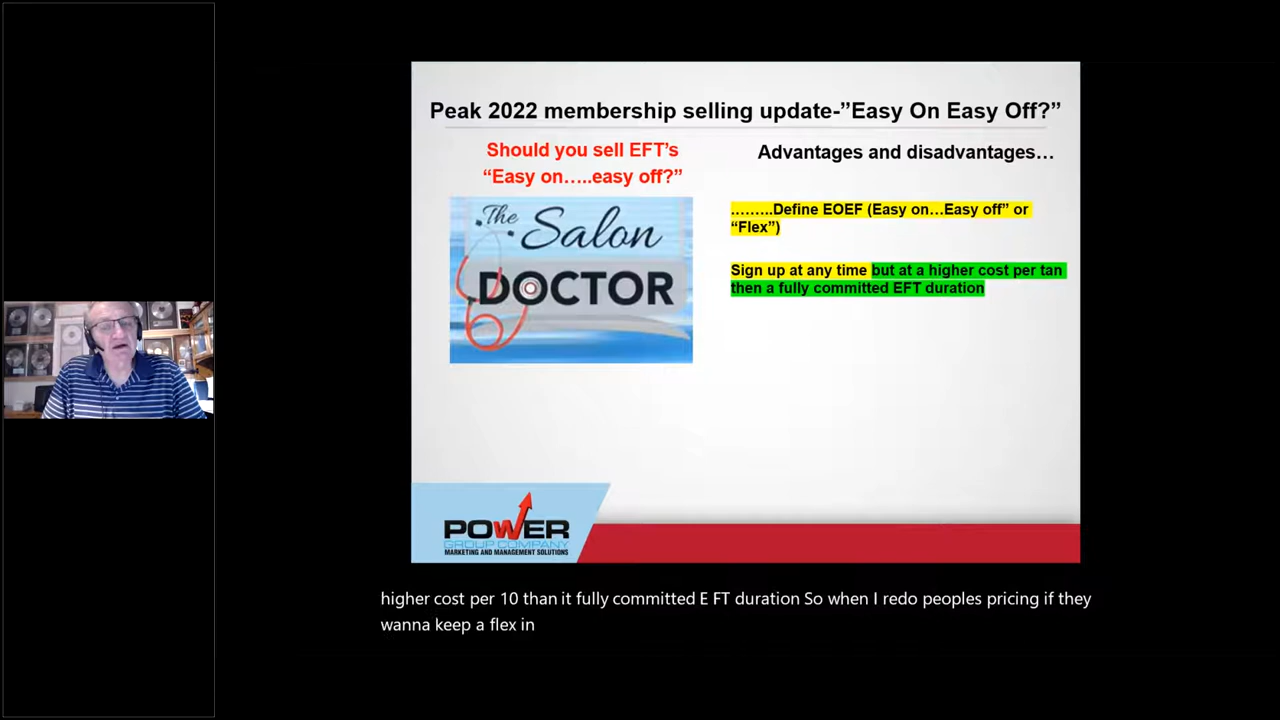 Peak 2022 membership selling update-”Easy On Easy Off?”
Should you sell EFT’s
“Easy on…..easy off?”
Advantages and disadvantages…
The
Salon
DOCTOR
………Define EOEF (Easy on…Easy off” or
“Flex”)
Sign up at any time but at a higher cost per tan
then a fully committed EFT duration
POWER
GROUP COMPANY
MARKETING AND MANAGEMENT SOLUTIONS
higher cost per 10 than it fully committed E FT duration So when I redo peoples pricing if they
wanna keep a flex in